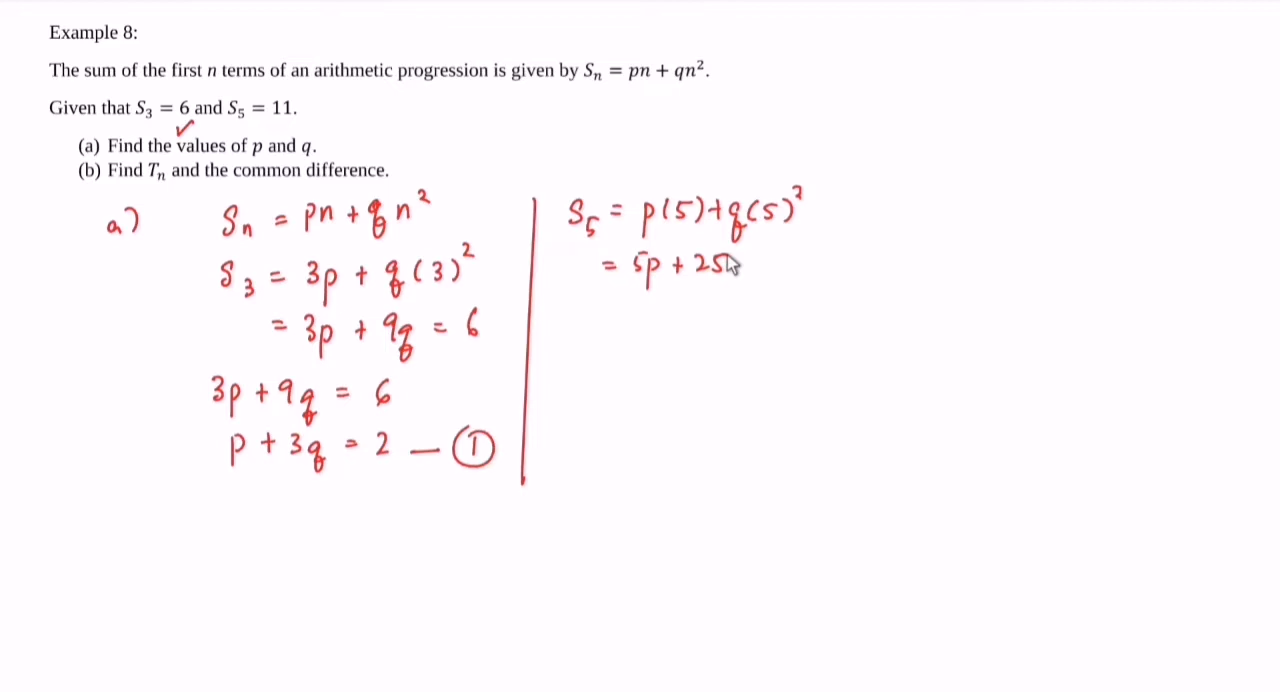 Example 8:
The sum of the first n terms of an arithmetic progression is given by Sₙ = pn + qn².
Given that S₃ = 6 and S₅ = 11.
(a) Find the values of p and q.
(b) Find Tₙ and the common difference.
a) Sₙ = pn + qn²
S₃ = 3p + q(3)²
= 3p + 9q = 6
3p + 9q = 6
p + 3q = 2 — ①
S₅ = p(5) + q(5)²
= 5p + 25